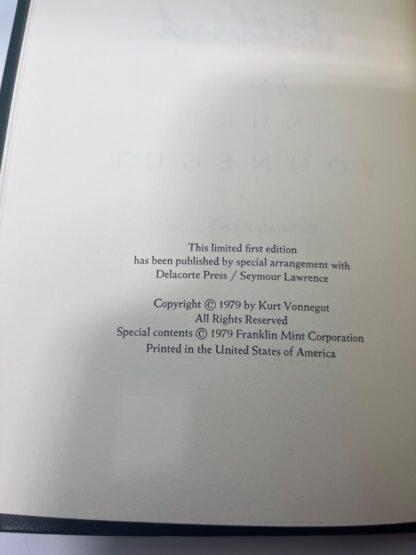 This limited first edition
has been published by special arrangement with
Delacorte Press / Seymour Lawrence
Copyright © 1979 by Kurt Vonnegut
All Rights Reserved
Special contents © 1979 Franklin Mint Corporation
Printed in the United States of America